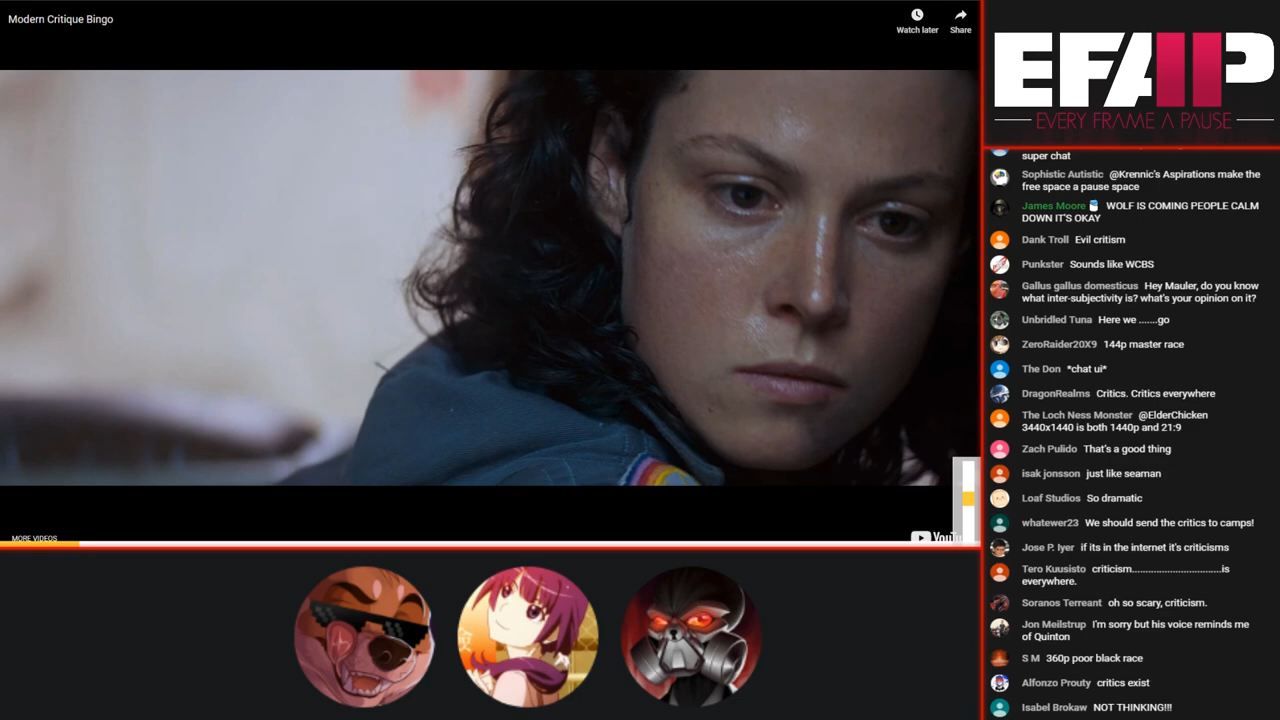 Modern Critique Bingo
Watch later
Share
MORE VIDEOS
EFAP
EVERY FRAME A PAUSE
super chat
Sophistic Autistic @Krennic's Aspirations make the
free space a pause space
James Moore WOLF IS COMING PEOPLE CALM
DOWN IT'S OKAY
Dank Troll Evil critism
Punkster Sounds like WCBS
Gallus gallus domesticus Hey Mauler, do you know
what inter-subjectivity is? what's your opinion on it?
Unbridled Tuna Here we .......go
ZeroRaider20X9 144p master race
The Don *chat ui*
DragonRealms Critics. Critics everywhere
The Loch Ness Monster @ElderChicken
3440x1440 is both 1440p and 21:9
Zach Pulido That's a good thing
isak jonsson just like seaman
Loaf Studios So dramatic
whatewer23 We should send the critics to camps!
Jose P. Iyer if its in the internet it's criticisms
Tero Kuusisto criticism................................is
everywhere.
Soranos Terreant oh so scary, criticism.
Jon Meilstrup I'm sorry but his voice reminds me
of Quinton
S M 360p poor black race
Alfonzo Prouty critics exist
Isabel Brokaw NOT THINKING!!!